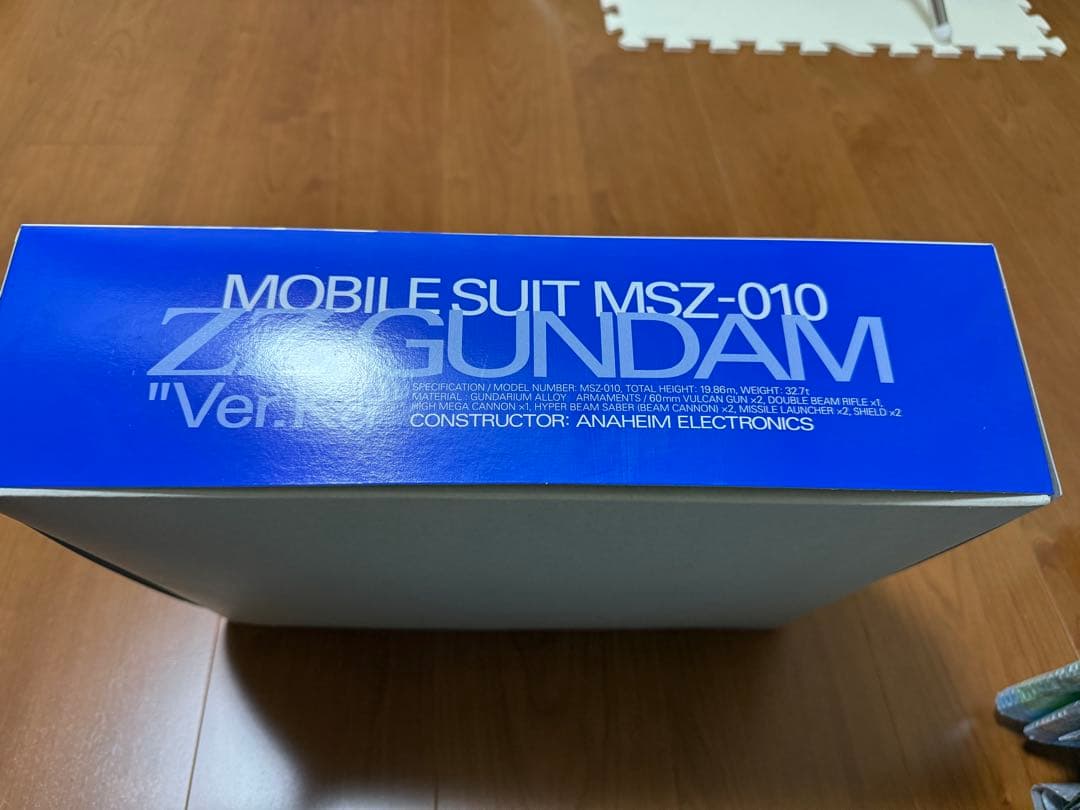 MOBILE SUIT MSZ-010
ZZ GUNDAM
"Ver.Ka"
SPECIFICATION / MODEL NUMBER: MSZ-010, TOTAL HEIGHT: 19.86m, WEIGHT: 32.7t
MATERIAL : GUNDARIUM ALLOY ARMAMENTS / 60mm VULCAN GUN ×2, DOUBLE BEAM RIFLE ×1,
HIGH MEGA CANNON ×1, HYPER BEAM SABER (BEAM CANNON) ×2, MISSILE LAUNCHER ×2, SHIELD ×2
CONSTRUCTOR: ANAHEIM ELECTRONICS